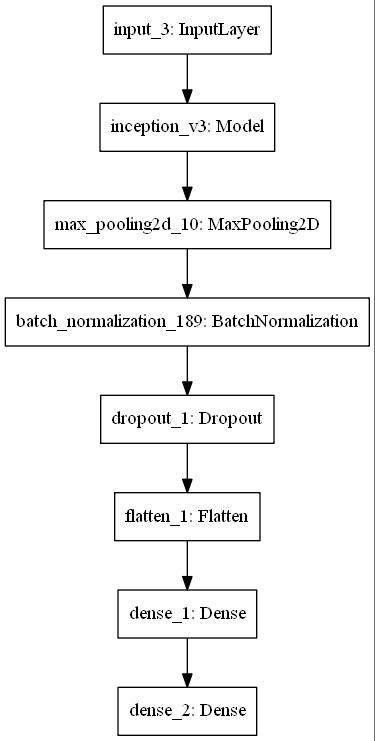 input_3: InputLayer
inception_v3: Model
max_pooling2d_10: MaxPooling2D
batch_normalization_189: BatchNormalization
dropout_1: Dropout
flatten_1: Flatten
dense_1: Dense
dense_2: Dense